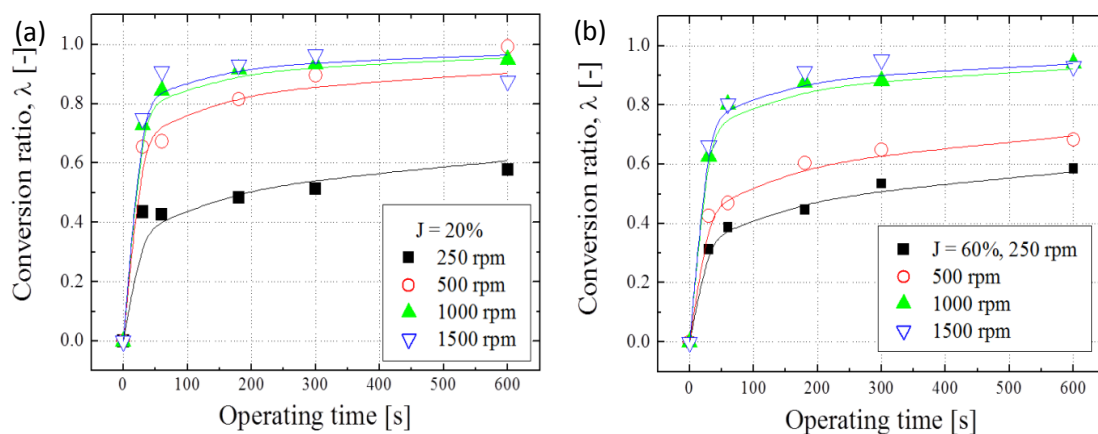 (a)
Conversion ratio, λ [-]
1.0
0.8
0.6
0.4
0.2
0.0
J = 20%
250 rpm
500 rpm
1000 rpm
1500 rpm
0 100 200 300 400 500 600
Operating time [s]
(b)
Conversion ratio, λ [-]
1.0
0.8
0.6
0.4
0.2
0.0
J = 60%, 250 rpm
500 rpm
1000 rpm
1500 rpm
0 100 200 300 400 500 600
Operating time [s]